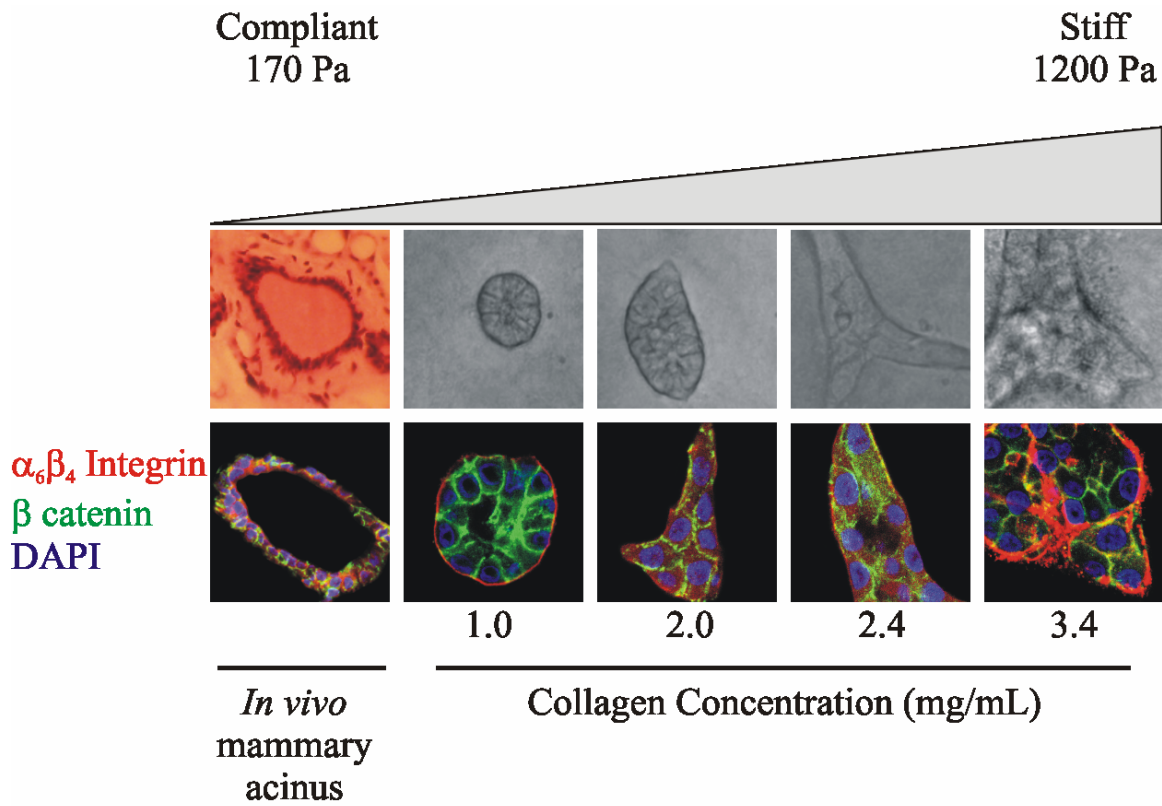 Compliant
170 Pa
Stiff
1200 Pa
α₆β₄ Integrin
β catenin
DAPI
1.0
2.0
2.4
3.4
In vivo
mammary
acinus
Collagen Concentration (mg/mL)